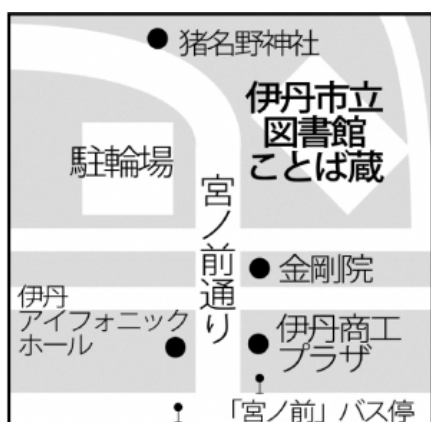 猪名野神社
伊丹市立
図書館
ことば蔵
駐輪場
宮ノ前通り
金剛院
伊丹
アイフォニック
ホール
伊丹商工
プラザ
「宮ノ前」バス停